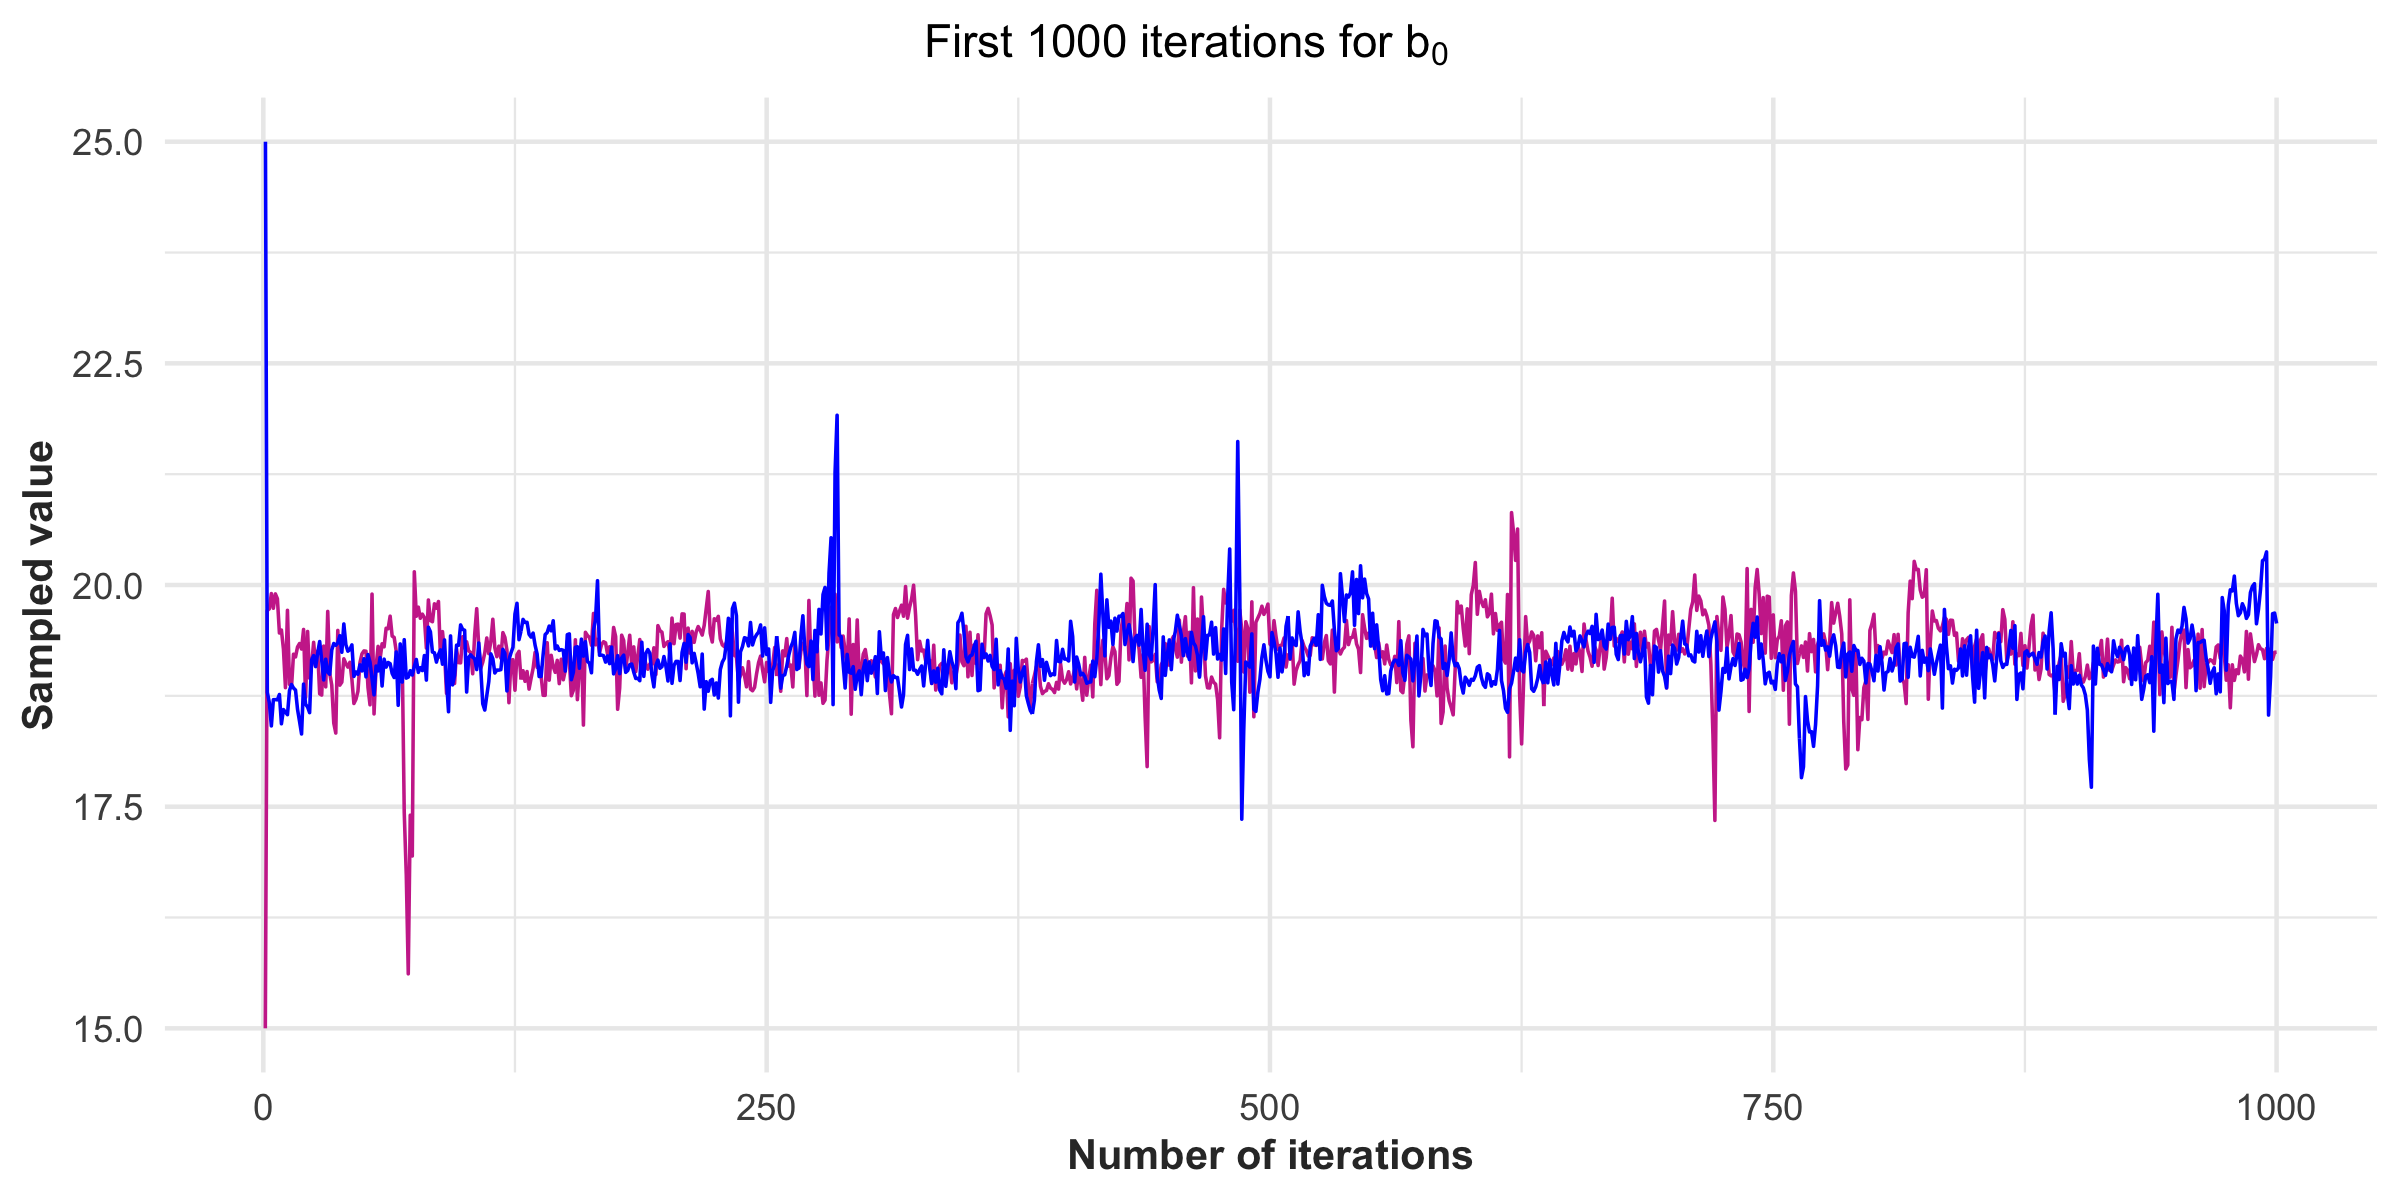 First 1000 iterations for b₀
Sampled value
25.0
22.5
20.0
17.5
15.0
0 250 500 750 1000
Number of iterations